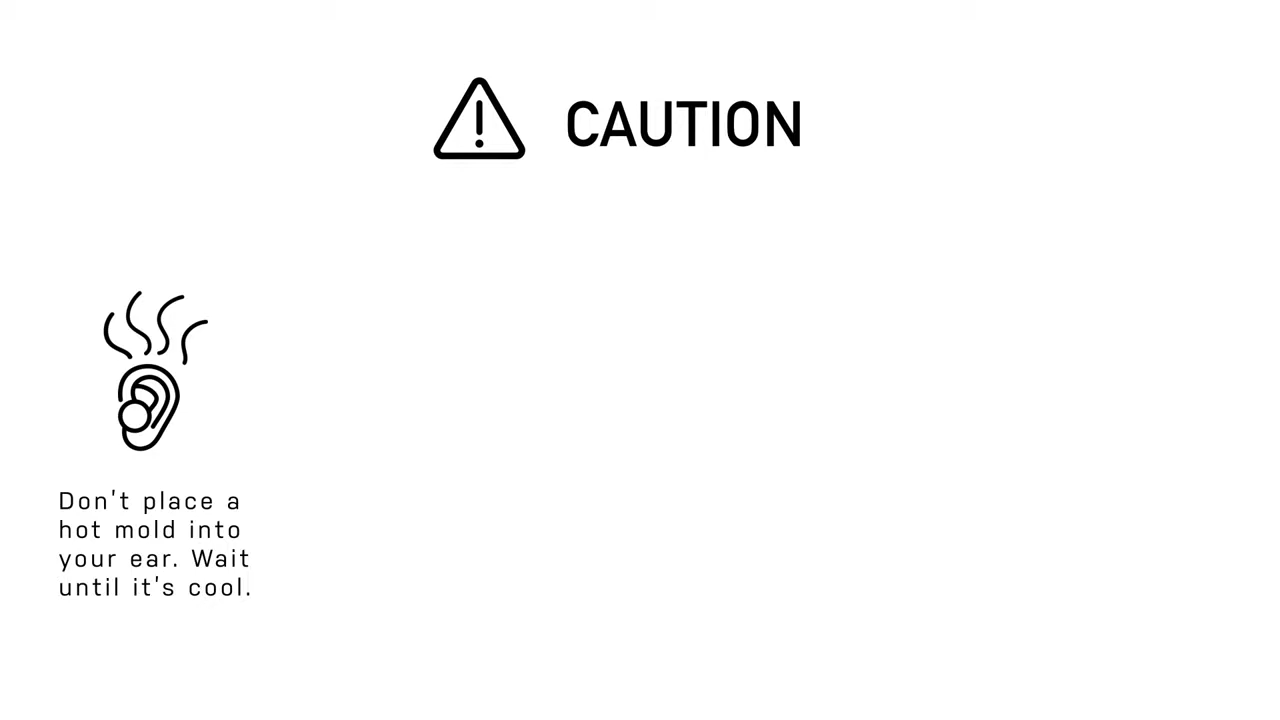 CAUTION
Don't place a
hot mold into
your ear. Wait
until it's cool.